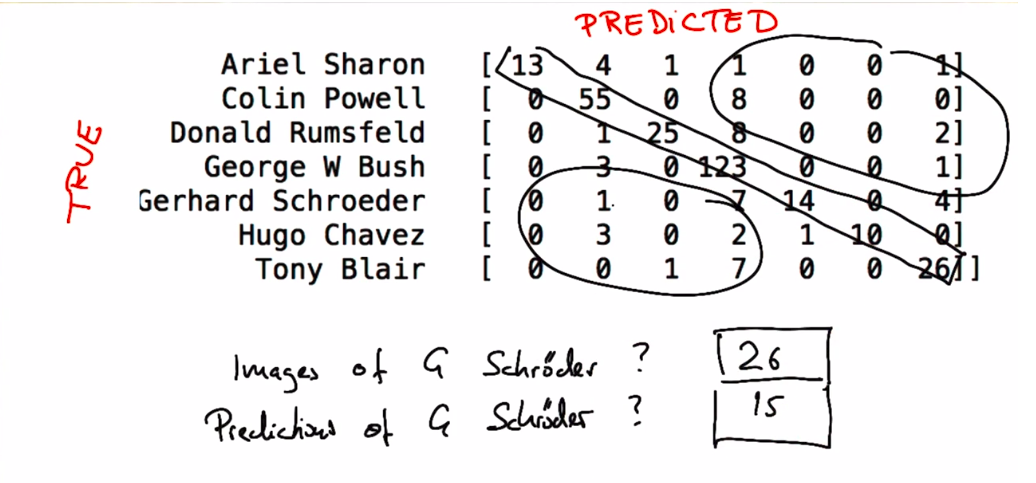 PREDICTED
TRUE
Ariel Sharon [ 13 4 1 1 0 0 1]
Colin Powell [ 0 55 0 8 0 0 0]
Donald Rumsfeld [ 0 1 25 8 0 0 2]
George W Bush [ 0 3 0 123 0 0 1]
Gerhard Schroeder [ 0 1 0 7 14 0 4]
Hugo Chavez [ 0 3 0 2 1 10 0]
Tony Blair [ 0 0 1 7 0 0 26]]
Images of G Schröder ? 26
Predictions of G Schröder ? 15